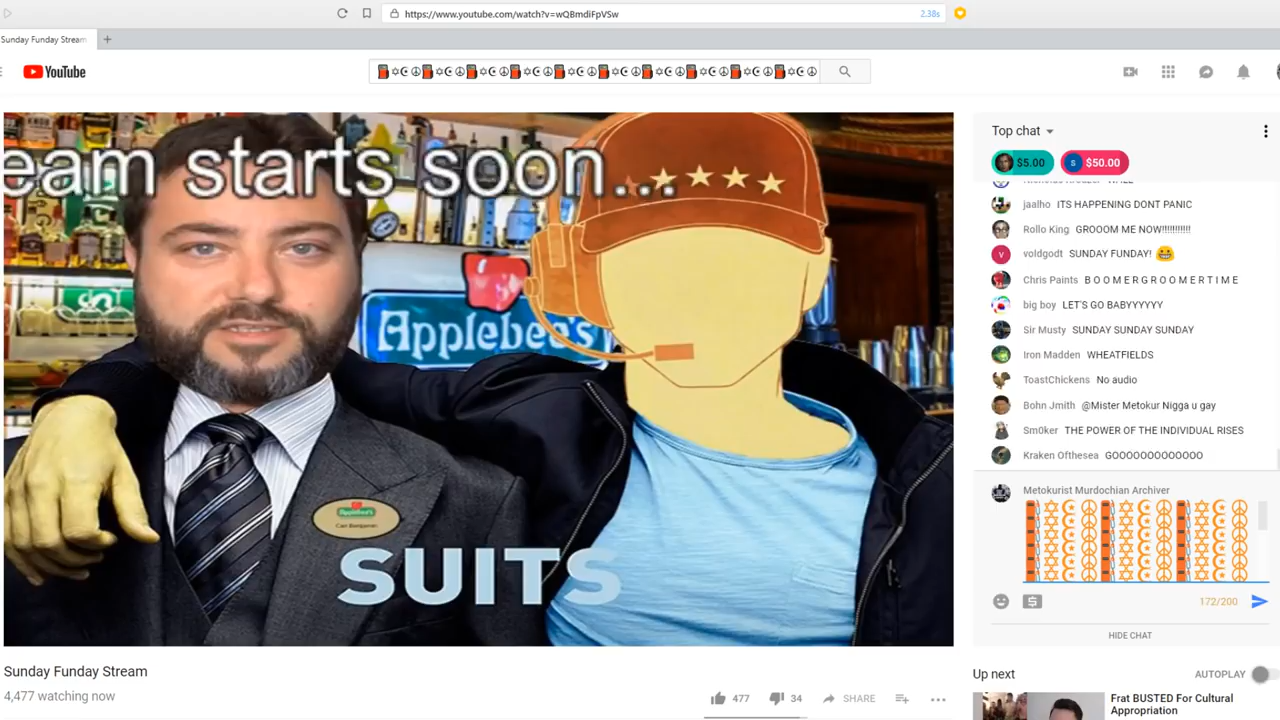 https://www.youtube.com/watch?v=wQBmdiFpVSw
2.38s
Sunday Funday Stream
YouTube
eam starts soon...
Applebee's
Applebee's
Carl Benjamin
SUITS
Sunday Funday Stream
4,477 watching now
477
34
SHARE
Top chat
$5.00
S $50.00
jaalho ITS HAPPENING DONT PANIC
Rollo King GROOOM ME NOW!!!!!!!!!!!
V voldgodt SUNDAY FUNDAY! 😄
Chris Paints B O O M E R G R O O M E R T I M E
big boy LET'S GO BABYYYYYY
Sir Musty SUNDAY SUNDAY SUNDAY
Iron Madden WHEATFIELDS
ToastChickens No audio
Bohn Jmith @Mister Metokur Nigga u gay
Sm0ker THE POWER OF THE INDIVIDUAL RISES
Kraken Ofthesea GOOOOOOOOOOOOO
Metokurist Murdochian Archiver
172/200
HIDE CHAT
Up next
AUTOPLAY
Frat BUSTED For Cultural
Appropriation